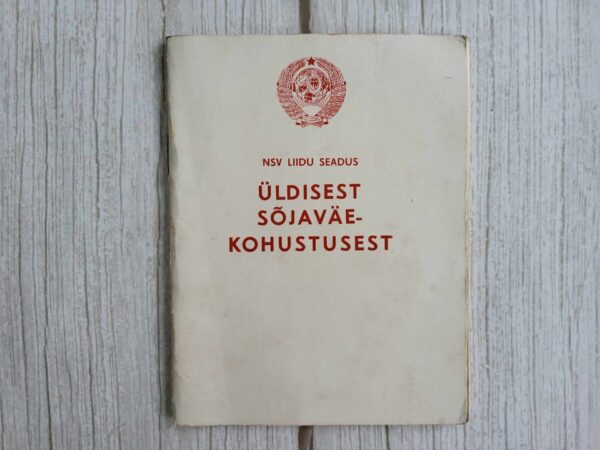 NSV LIIDU SEADUS
ÜLDISEST
SÕJAVÄE-
KOHUSTUSEST